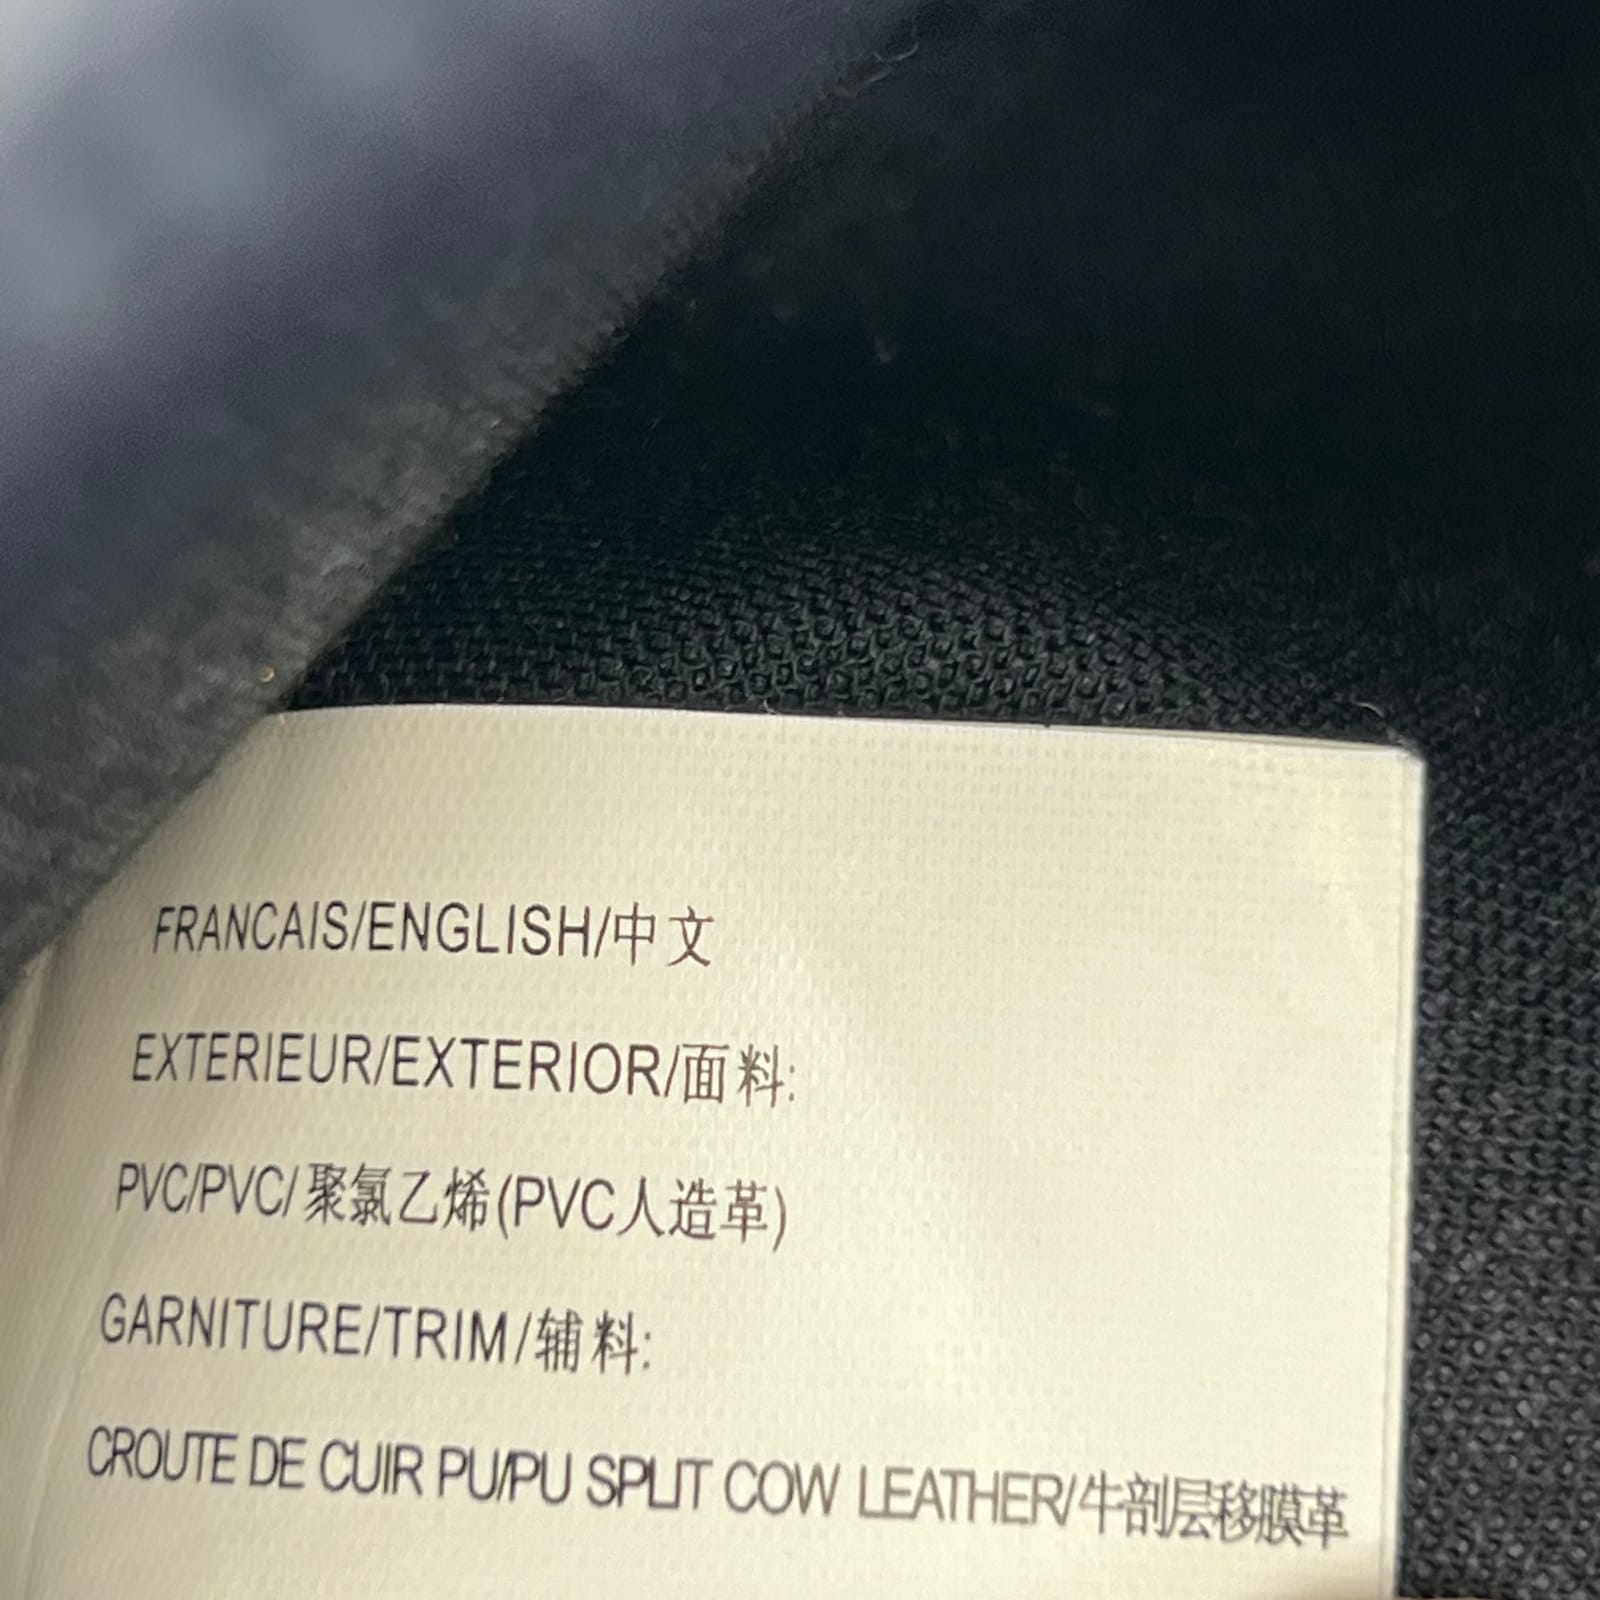 FRANCAIS/ENGLISH/中文
EXTERIEUR/EXTERIOR/面料:
PVC/PVC/聚氯乙烯(PVC人造革)
GARNITURE/TRIM/辅料:
CROUTE DE CUIR PU/PU SPLIT COW LEATHER/牛剖层移膜革